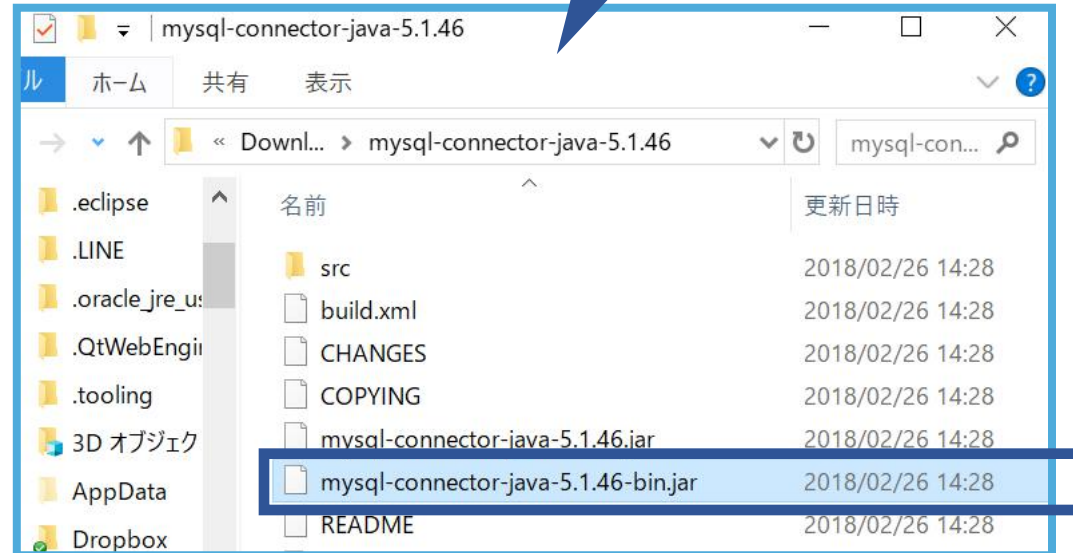 mysql-connector-java-5.1.46
ル ホーム 共有 表示
« Downl... > mysql-connector-java-5.1.46 mysql-con...
名前 更新日時
.eclipse
.LINE
.oracle_jre_us
.QtWebEngin
.tooling
3D オブジェク
AppData
Dropbox
src 2018/02/26 14:28
build.xml 2018/02/26 14:28
CHANGES 2018/02/26 14:28
COPYING 2018/02/26 14:28
mysql-connector-java-5.1.46.jar 2018/02/26 14:28
mysql-connector-java-5.1.46-bin.jar 2018/02/26 14:28
README 2018/02/26 14:28